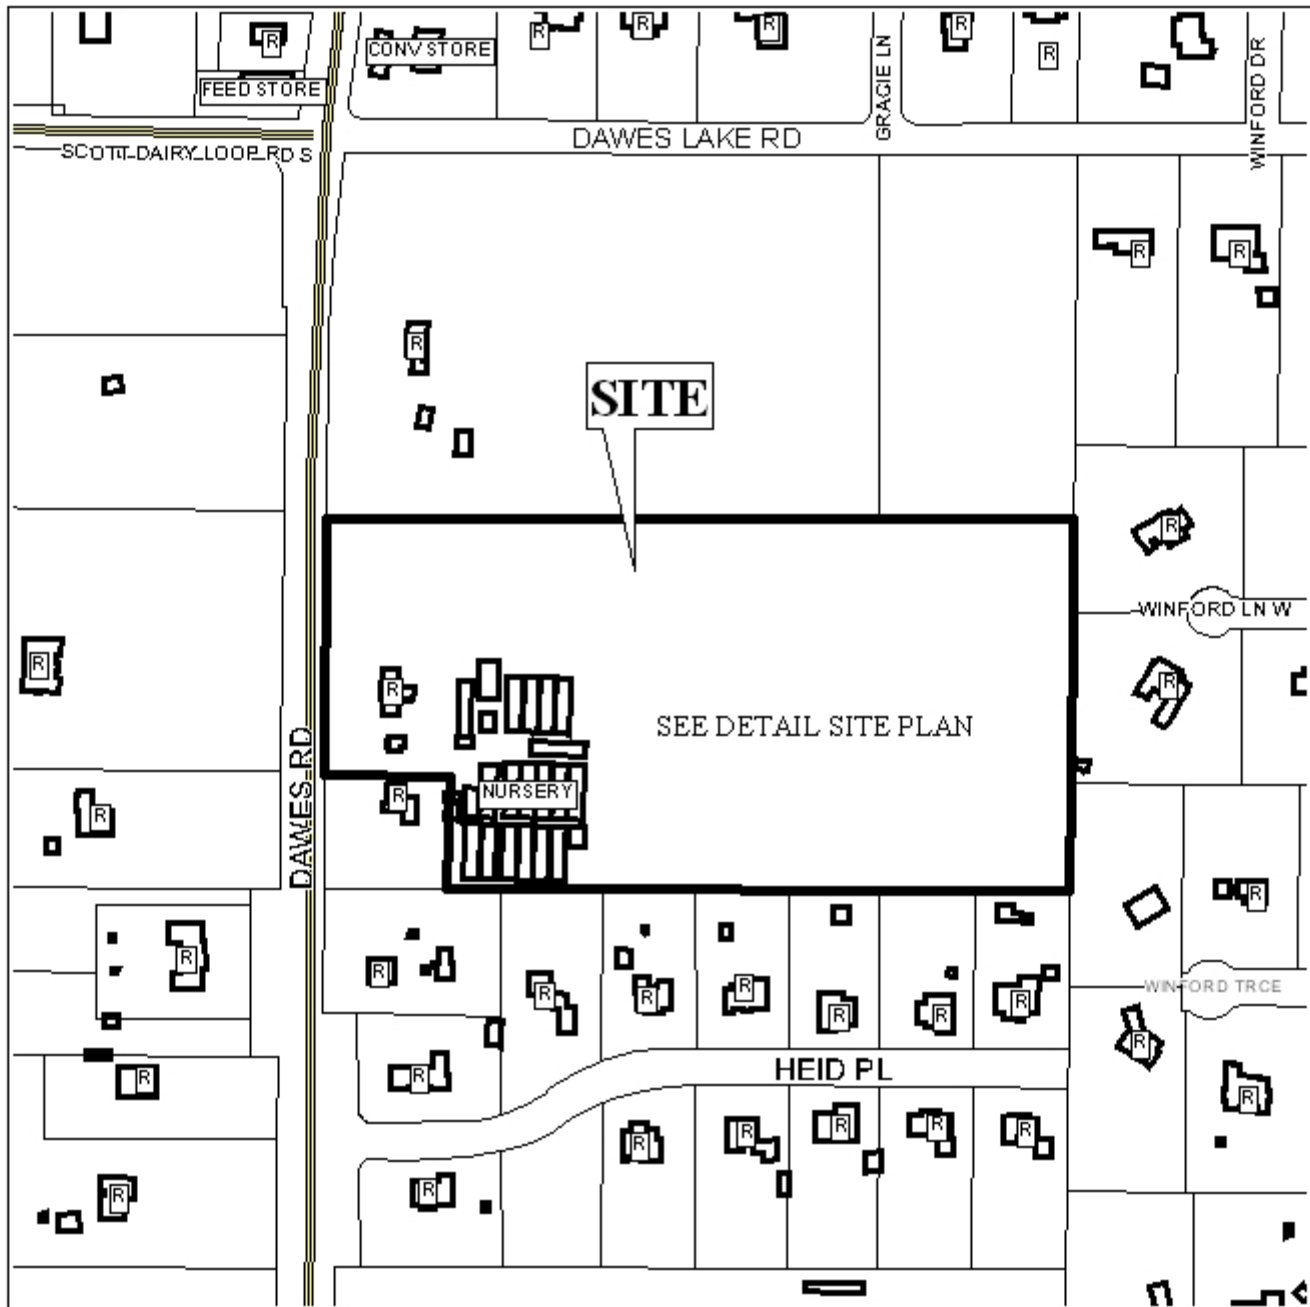 R
R
R
R
R
R
CONV STORE
FEED STORE
GRACIE LN
WINFORD DR
DAWES LAKE RD
SCOTT DAIRY LOOP RD S
R
R
R
SITE
R
WINFORD LN W
R
R
R
SEE DETAIL SITE PLAN
DAWES RD
R
NURSERY
R
R
R
R
R
R
R
R
R
R
WINFORD TRCE
R
HEID PL
R
R
R
R
R
R
R
R
R
R